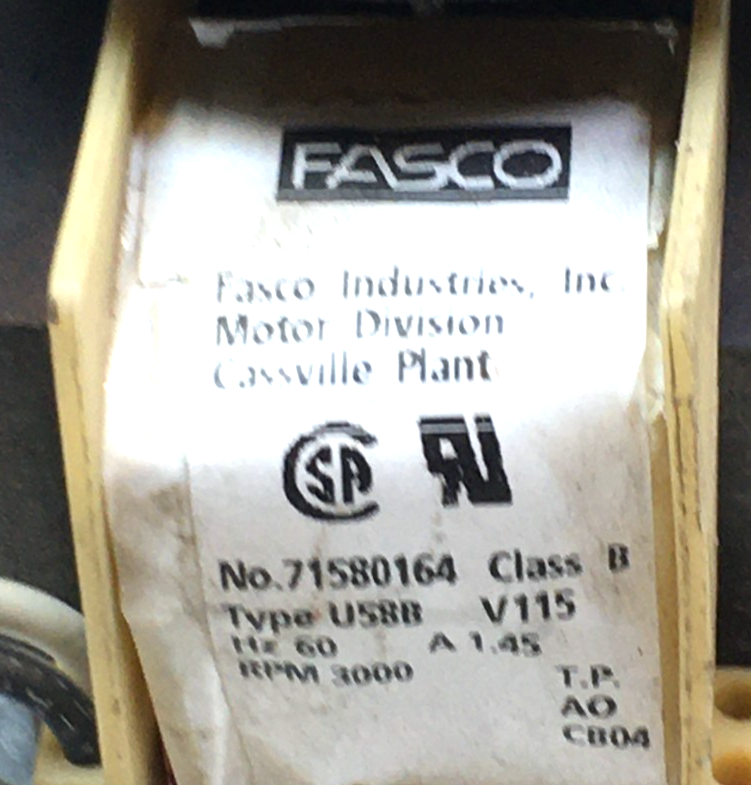 FASCO
Fasco Industries, Inc.
Motor Division
Cassville Plant
SA
No.71580164 Class B
Type U58B V115
Hz 60 A 1.45
RPM 3000
T.P.
AO
CB04